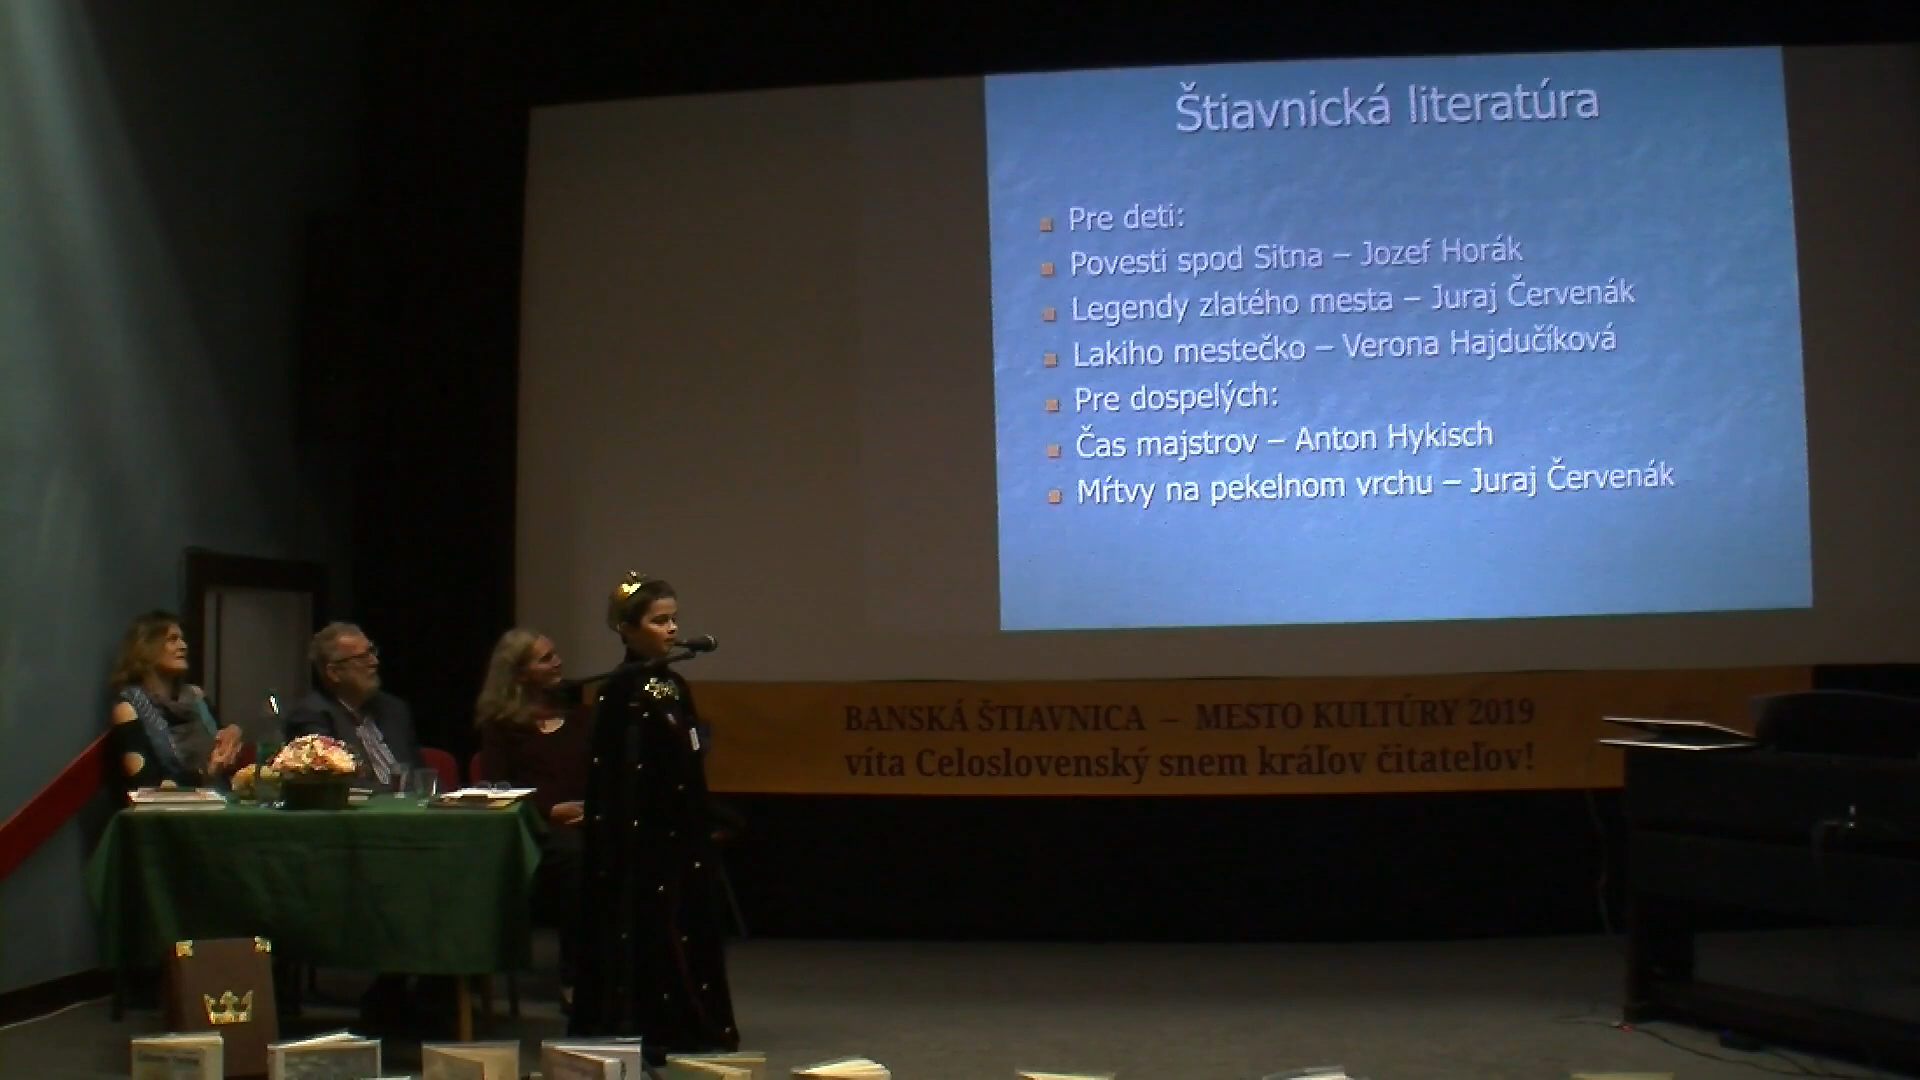 Štiavnická literatúra
Pre deti:
Povesti spod Sitna – Jozef Horák
Legendy zlatého mesta – Juraj Červenák
Lakiho mestečko – Verona Hajdučíková
Pre dospelých:
Čas majstrov – Anton Hykisch
Mŕtvy na pekelnom vrchu – Juraj Červenák
BANSKÁ ŠTIAVNICA – MESTO KULTÚRY 2019
víta Celoslovenský snem kráľov čitateľov!